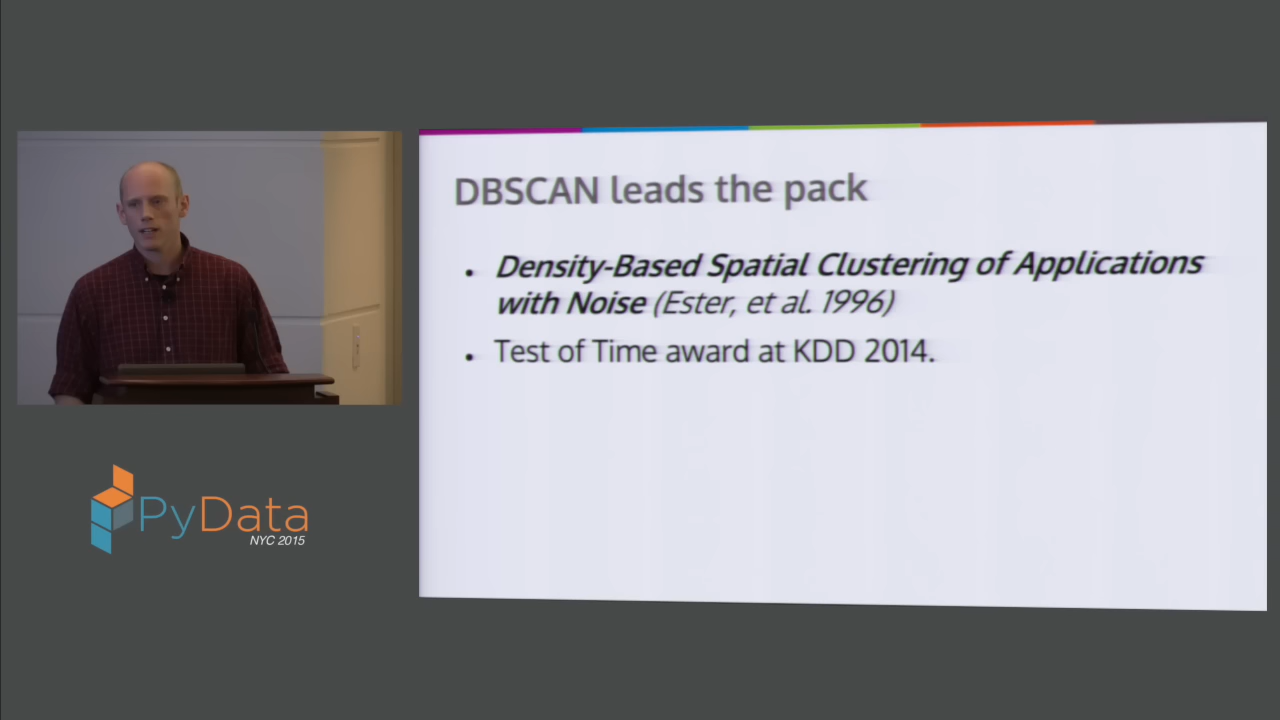 DBSCAN leads the pack
• Density-Based Spatial Clustering of Applications
with Noise (Ester, et al. 1996)
• Test of Time award at KDD 2014.
PyData
NYC 2015